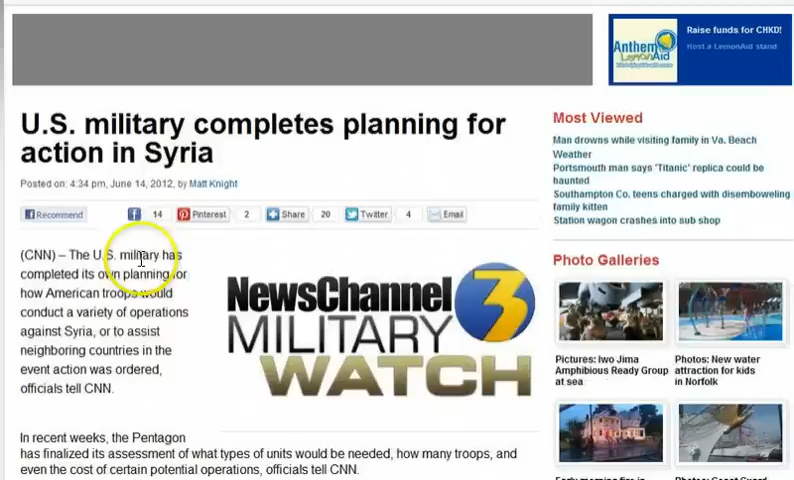 Raise funds for CHKD!
Host a LemonAid stand
Anthem
LemonAid
U.S. military completes planning for
action in Syria
Posted on: 4:34 pm, June 14, 2012, by Matt Knight
Recommend
14
Pinterest
2
Share
20
Twitter
4
Email
(CNN) – The U.S. military has
completed its own planning for
how American troops would
conduct a variety of operations
against Syria, or to assist
neighboring countries in the
event action was ordered,
officials tell CNN.
NewsChannel 3
MILITARY
WATCH
In recent weeks, the Pentagon
has finalized its assessment of what types of units would be needed, how many troops, and
even the cost of certain potential operations, officials tell CNN.
Most Viewed
Man drowns while visiting family in Va. Beach
Weather
Portsmouth man says 'Titanic' replica could be
haunted
Southampton Co. teens charged with disemboweling
family kitten
Station wagon crashes into sub shop
Photo Galleries
Pictures: Iwo Jima
Amphibious Ready Group
at sea
Photos: New water
attraction for kids
in Norfolk